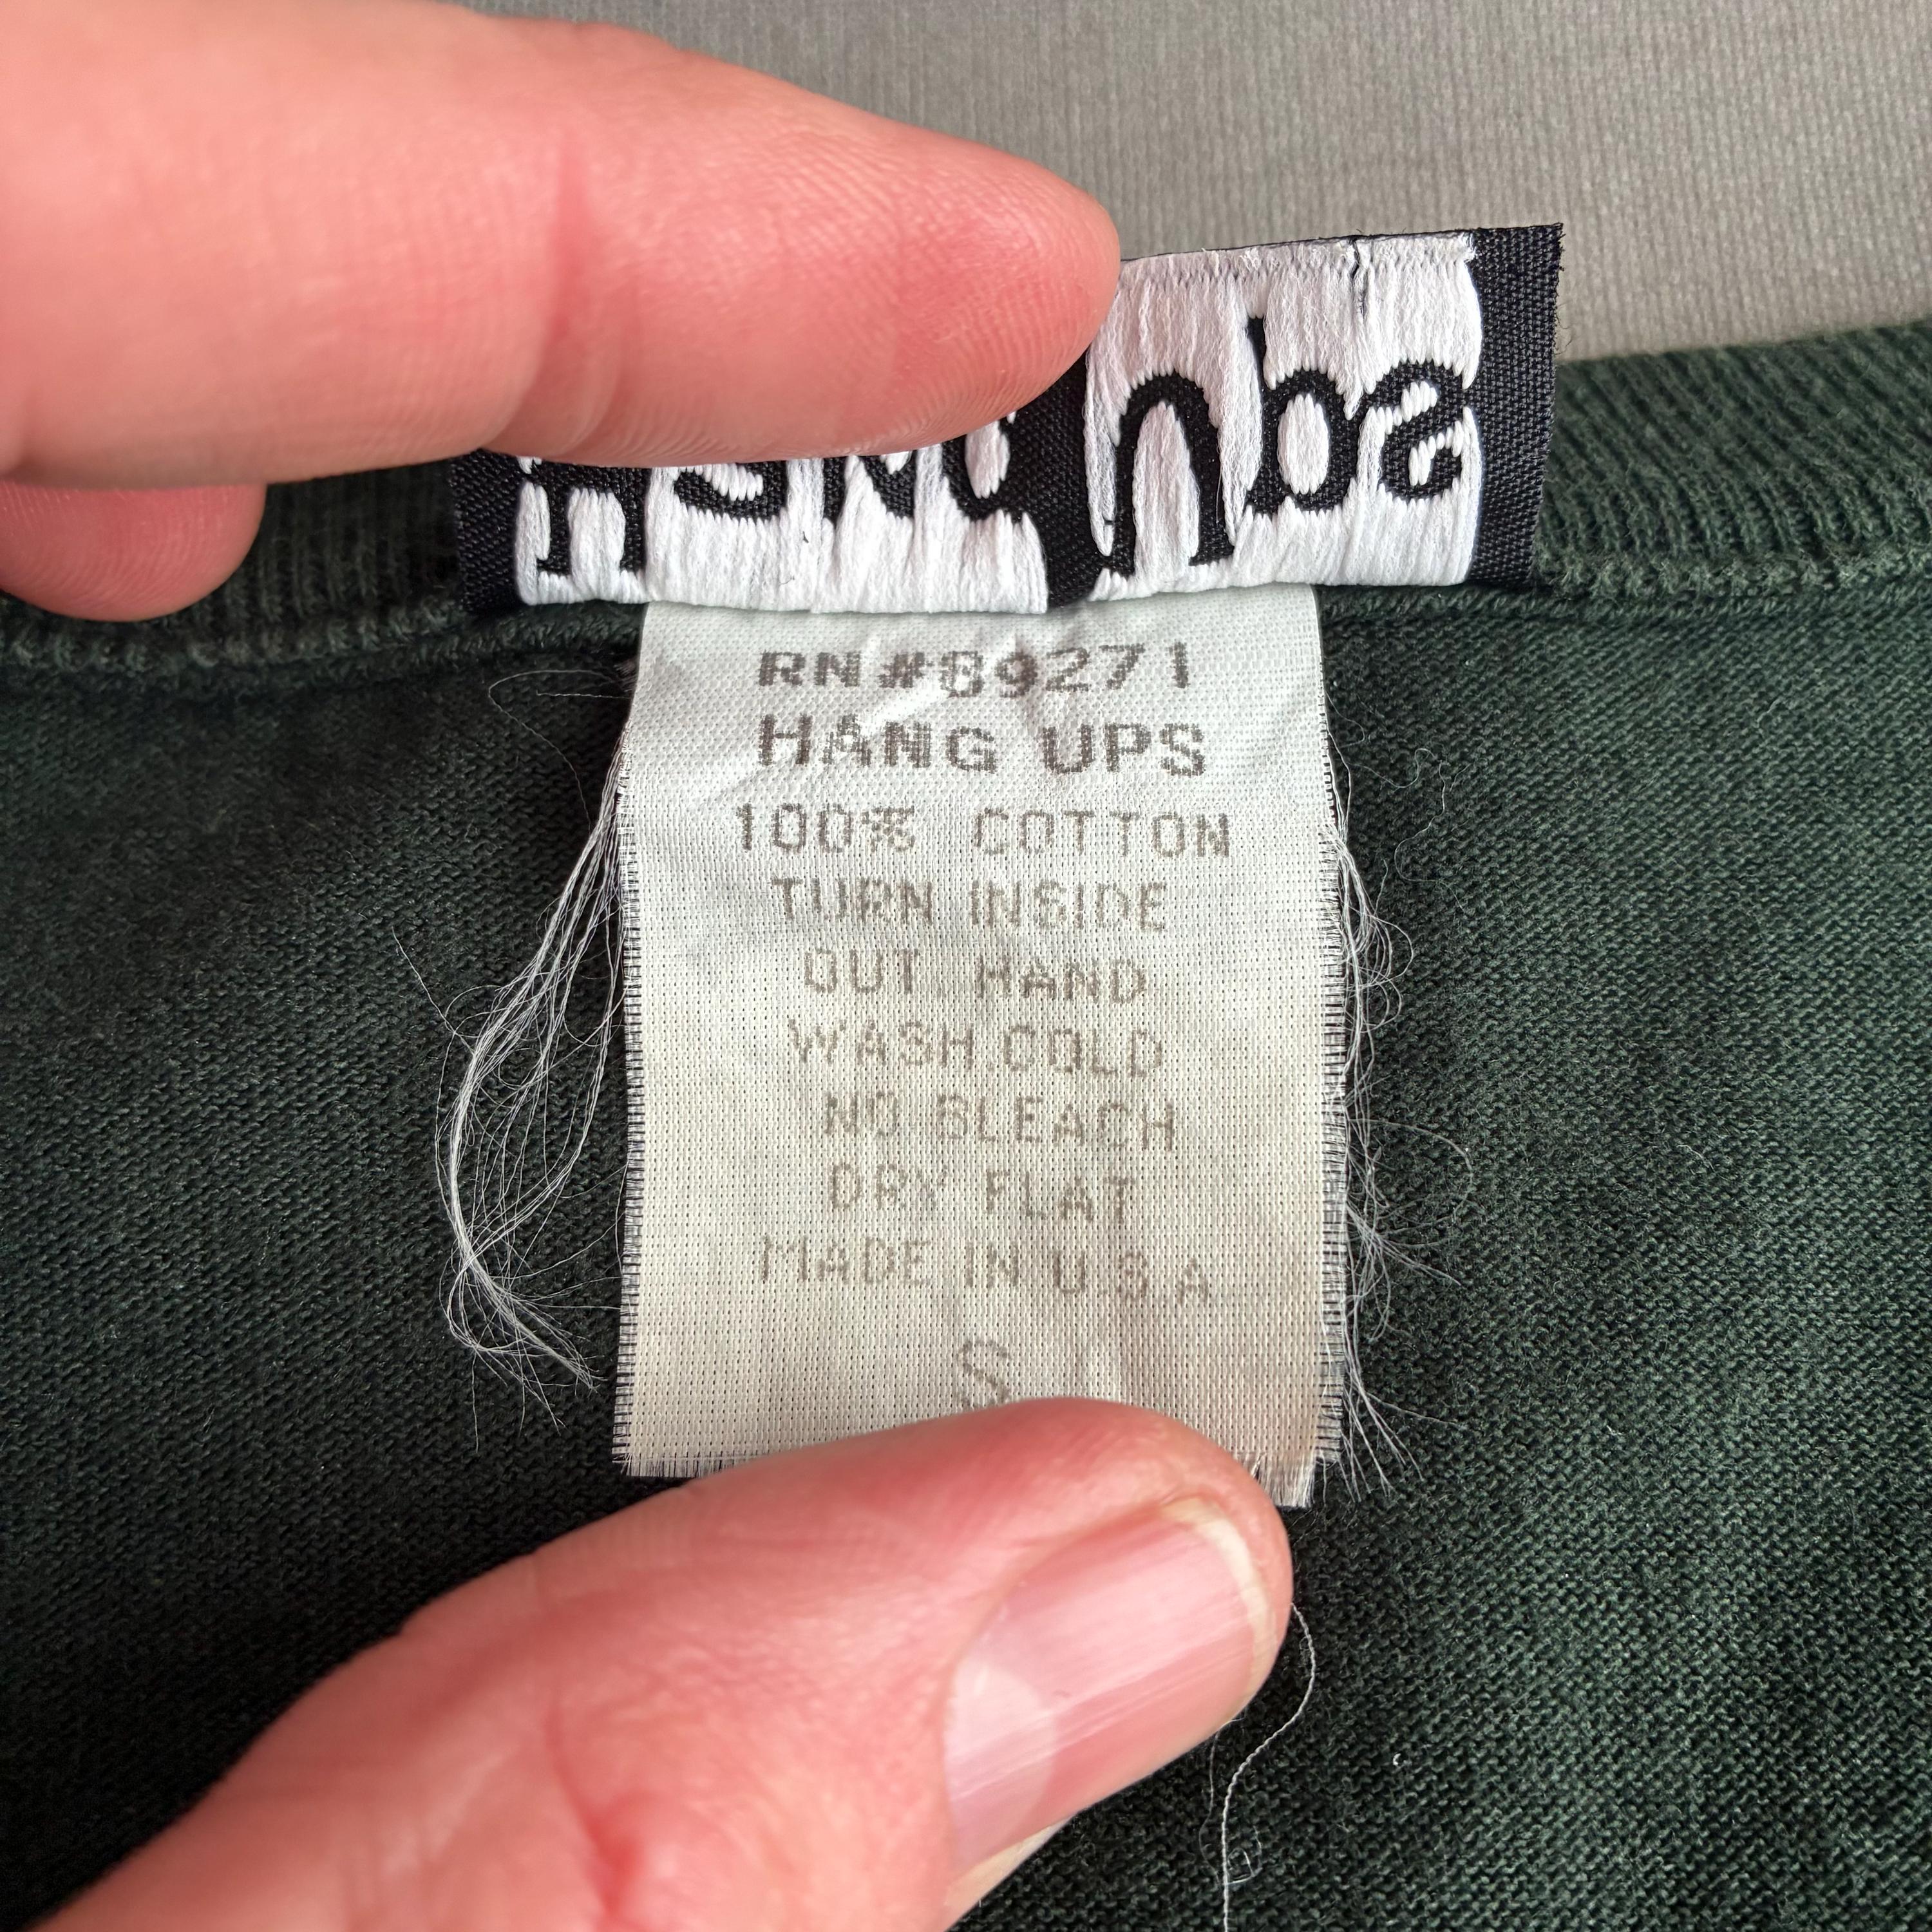 Hang Ups
RN#89271
HANG UPS
100% COTTON
TURN INSIDE
OUT HAND
WASH COLD
NO BLEACH
DRY FLAT
MADE IN U.S.A
S